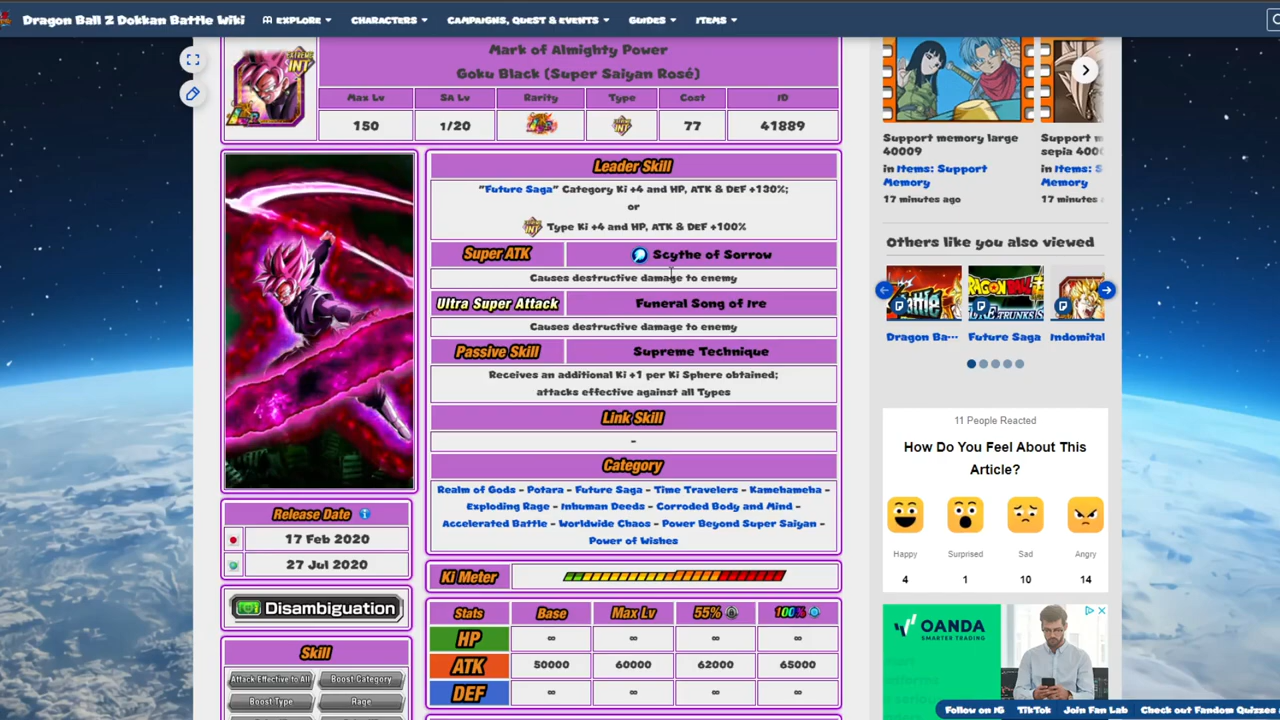 Dragon Ball Z Dokkan Battle Wiki
EXPLORE
CHARACTERS
CAMPAIGNS, QUEST & EVENTS
GUIDES
ITEMS
Mark of Almighty Power
Goku Black (Super Saiyan Rosé)
Max Lv
SA Lv
Rarity
Type
Cost
ID
150
1/20
77
41889
Leader Skill
"Future Saga" Category Ki +4 and HP, ATK & DEF +130%;
or
Type Ki +4 and HP, ATK & DEF +100%
Super ATK
Scythe of Sorrow
Causes destructive damage to enemy
Ultra Super Attack
Funeral Song of Ire
Causes destructive damage to enemy
Passive Skill
Supreme Technique
Receives an additional Ki +1 per Ki Sphere obtained;
attacks effective against all Types
Link Skill
-
Category
Realm of Gods - Potara - Future Saga - Time Travelers - Kamehameha -
Exploding Rage - Inhuman Deeds - Corroded Body and Mind -
Accelerated Battle - Worldwide Chaos - Power Beyond Super Saiyan -
Power of Wishes
Release Date
17 Feb 2020
27 Jul 2020
Disambiguation
Skill
Attack Effective to All
Boost Category
Boost Type
Rage
Ki Meter
Stats
Base
Max Lv
55%
100%
HP
∞
∞
∞
∞
ATK
50000
60000
62000
65000
DEF
∞
∞
∞
∞
Support memory large
40009
in Items: Support
Memory
17 minutes ago
Support m
sepia 400
in Items: S
Memory
17 minutes
Others like you also viewed
Dragon Ba···
Future Saga
Indomital
11 People Reacted
How Do You Feel About This
Article?
Happy
Surprised
Sad
Angry
4
1
10
14
OANDA
SMARTER TRADING
Follow on IG
TikTok
Join Fan Lab
Check out Fandom Quizzes a